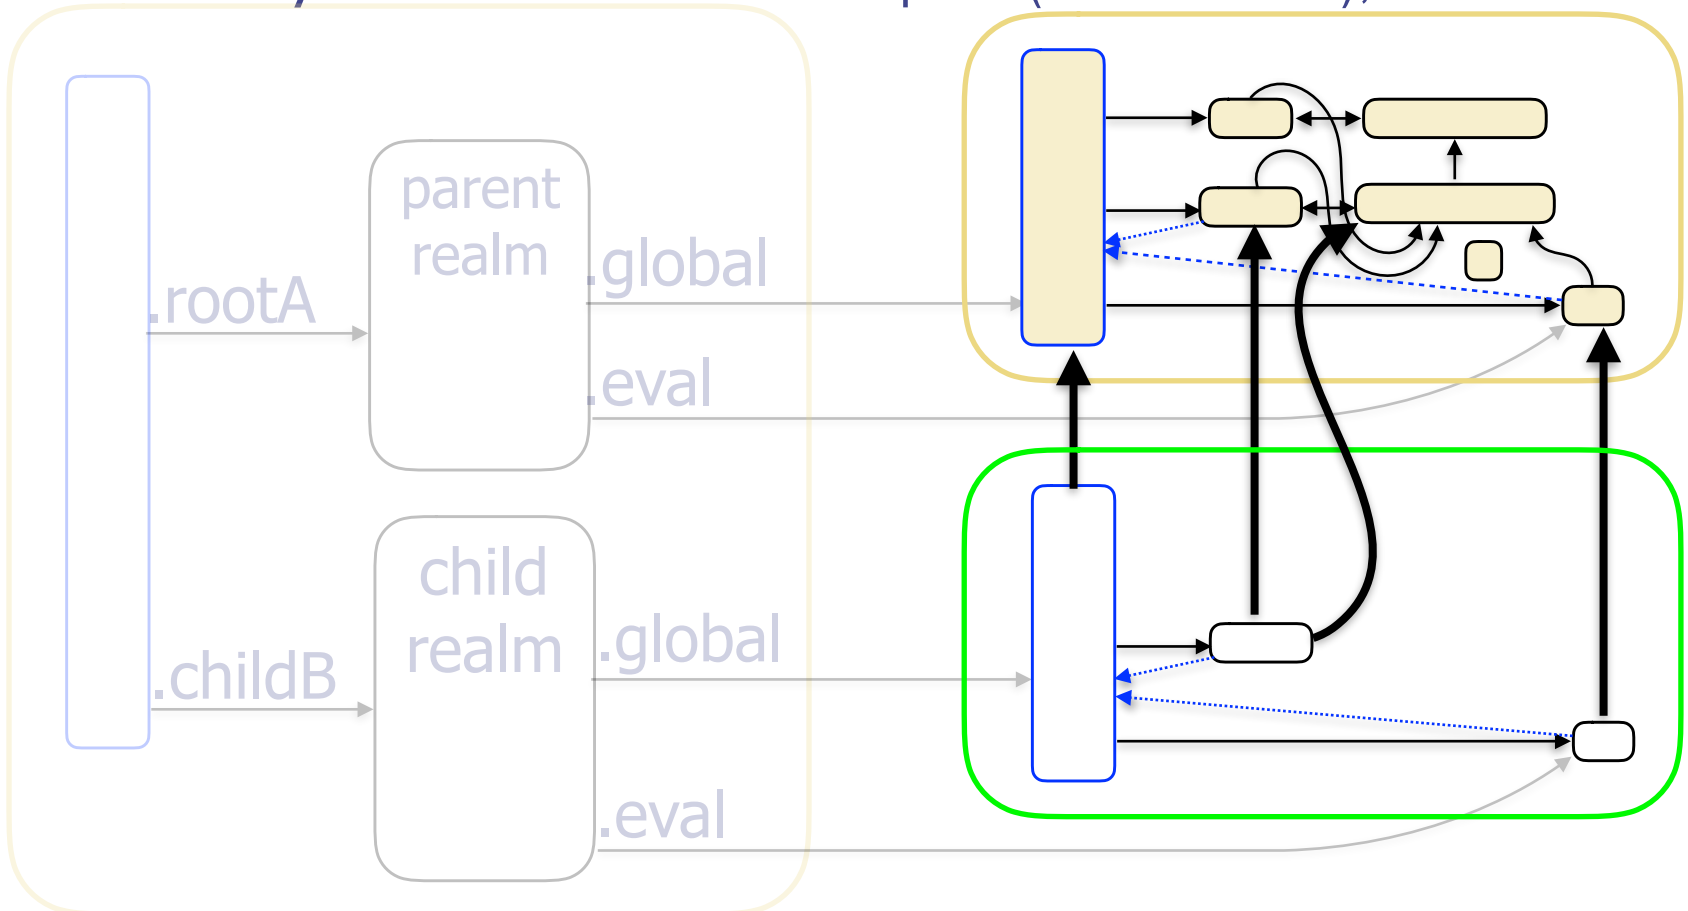 parent
realm
.global
.rootA
.eval
child
realm
.global
.childB
.eval